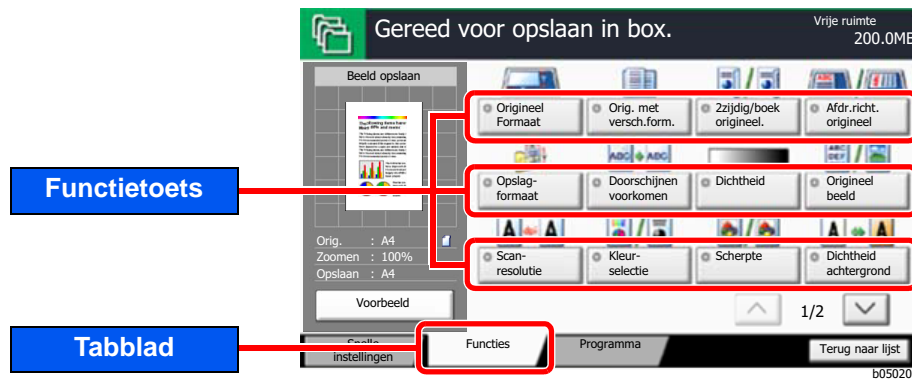 Gereed voor opslaan in box.
Vrije ruimte
200.0MB
Beeld opslaan
Origineel
Formaat
Orig. met
versch.form.
2zijdig/boek
origineel.
Afdr.richt.
origineel
Functietoets
Opslag-
formaat
Doorschijnen
voorkomen
Dichtheid
Origineel
beeld
Orig. : A4
Zoomen : 100%
Opslaan : A4
Scan-
resolutie
Kleur-
selectie
Scherpte
Dichtheid
achtergrond
Voorbeeld
1/2
Tabblad
Snelle
instellingen
Functies
Programma
Terug naar lijst
b05020